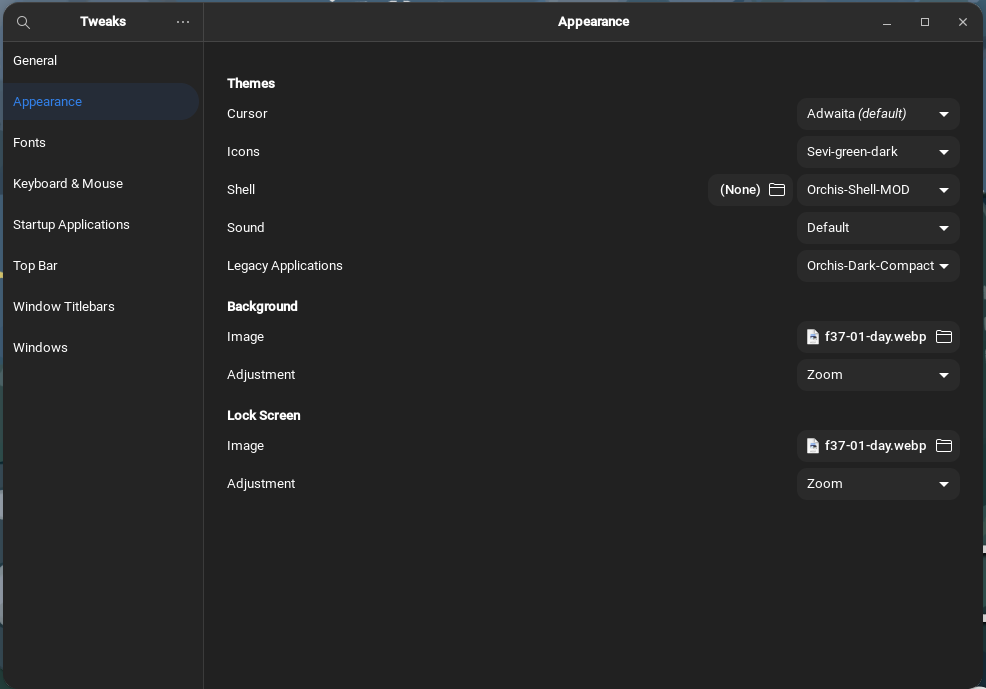 Tweaks
Appearance
General
Appearance
Fonts
Keyboard & Mouse
Startup Applications
Top Bar
Window Titlebars
Windows
Themes
Cursor Adwaita (default)
Icons Sevi-green-dark
Shell (None) Orchis-Shell-MOD
Sound Default
Legacy Applications Orchis-Dark-Compact
Background
Image f37-01-day.webp
Adjustment Zoom
Lock Screen
Image f37-01-day.webp
Adjustment Zoom